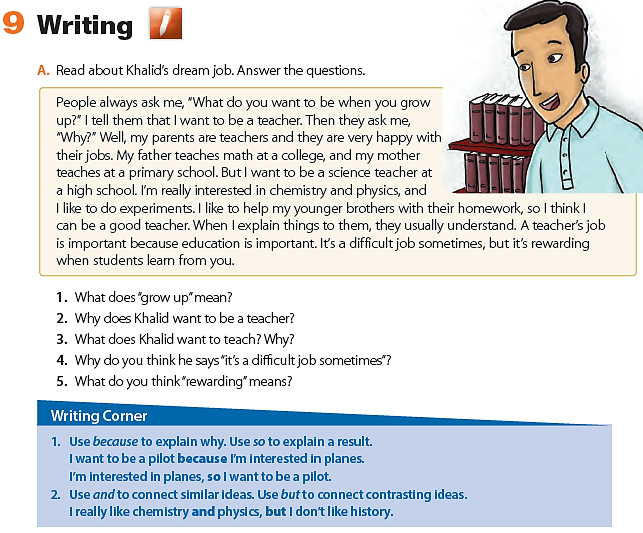 9 Writing
A. Read about Khalid's dream job. Answer the questions.
People always ask me, "What do you want to be when you grow
up?" I tell them that I want to be a teacher. Then they ask me,
"Why?" Well, my parents are teachers and they are very happy with
their jobs. My father teaches math at a college, and my mother
teaches at a primary school. But I want to be a science teacher at
a high school. I'm really interested in chemistry and physics, and
I like to do experiments. I like to help my younger brothers with their homework, so I think I
can be a good teacher. When I explain things to them, they usually understand. A teacher's job
is important because education is important. It's a difficult job sometimes, but it's rewarding
when students learn from you.
1. What does "grow up" mean?
2. Why does Khalid want to be a teacher?
3. What does Khalid want to teach? Why?
4. Why do you think he says "it's a difficult job sometimes"?
5. What do you think "rewarding" means?
Writing Corner
1. Use because to explain why. Use so to explain a result.
I want to be a pilot because I'm interested in planes.
I'm interested in planes, so I want to be a pilot.
2. Use and to connect similar ideas. Use but to connect contrasting ideas.
I really like chemistry and physics, but I don't like history.